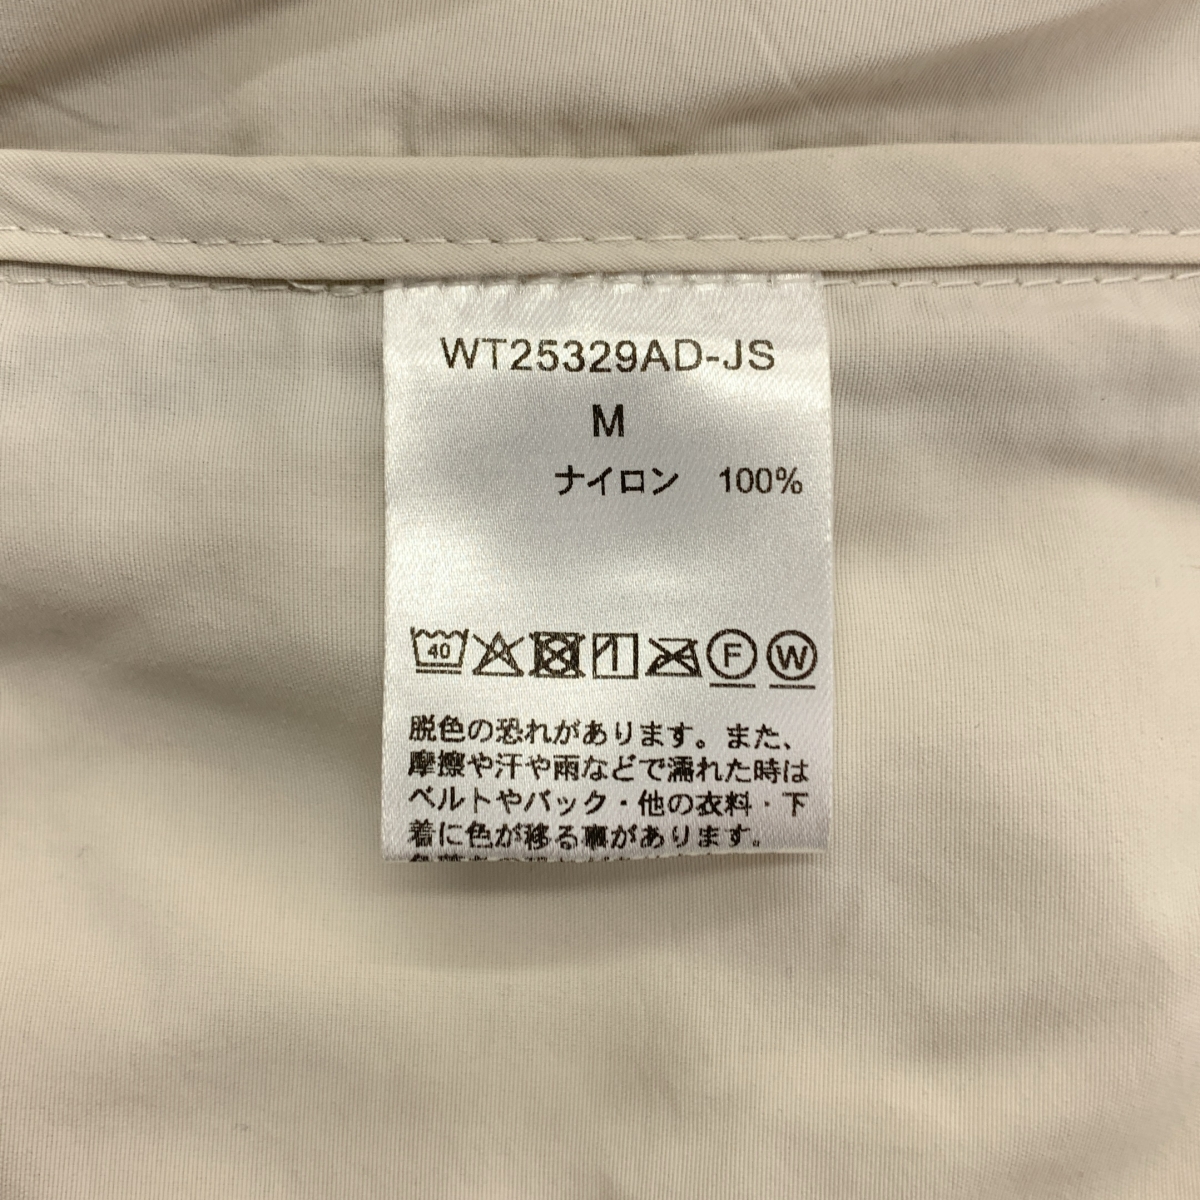 WT25329AD-JS
M
ナイロン 100%
40 F W
脱色の恐れがあります。また、
摩擦や汗や雨などで濡れた時は
ベルトやバック・他の衣料・下
着に色が移る事があります。